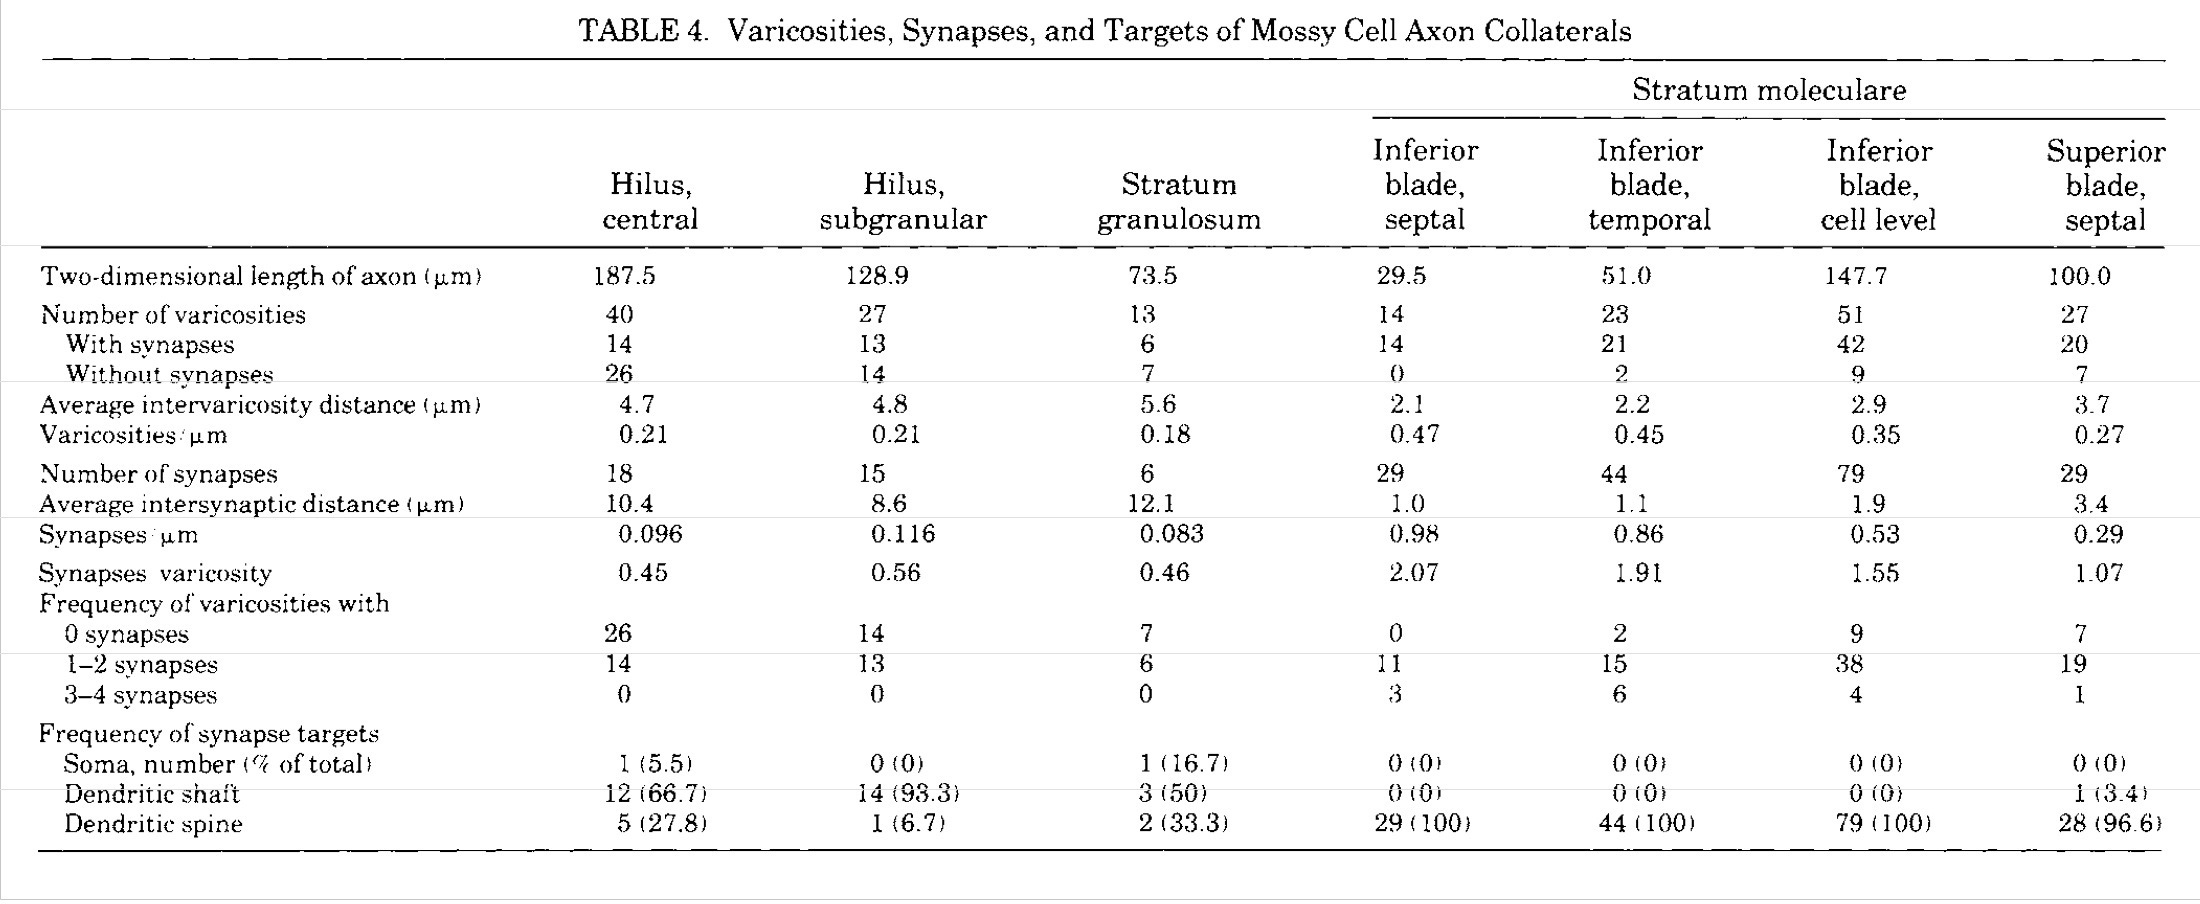 TABLE 4. Varicosities, Synapses, and Targets of Mossy Cell Axon Collaterals
Stratum moleculare
Hilus, central
Hilus, subgranular
Stratum granulosum
Inferior blade, septal
Inferior blade, temporal
Inferior blade, cell level
Superior blade, septal
Two-dimensional length of axon (μm) 187.5 128.9 73.5 29.5 51.0 147.7 100.0
Number of varicosities 40 27 13 14 23 51 27
With synapses 14 13 6 14 21 42 20
Without synapses 26 14 7 0 2 9 7
Average intervaricosity distance (μm) 4.7 4.8 5.6 2.1 2.2 2.9 3.7
Varicosities/μm 0.21 0.21 0.18 0.47 0.45 0.35 0.27
Number of synapses 18 15 6 29 44 79 29
Average intersynaptic distance (μm) 10.4 8.6 12.1 1.0 1.1 1.9 3.4
Synapses/μm 0.096 0.116 0.083 0.98 0.86 0.53 0.29
Synapses varicosity 0.45 0.56 0.46 2.07 1.91 1.55 1.07
Frequency of varicosities with
0 synapses 26 14 7 0 2 9 7
1–2 synapses 14 13 6 11 15 38 19
3–4 synapses 0 0 0 3 6 4 1
Frequency of synapse targets
Soma, number (% of total) 1 (5.5) 0 (0) 1 (16.7) 0 (0) 0 (0) 0 (0) 0 (0)
Dendritic shaft 12 (66.7) 14 (93.3) 3 (50) 0 (0) 0 (0) 0 (0) 1 (3.4)
Dendritic spine 5 (27.8) 1 (6.7) 2 (33.3) 29 (100) 44 (100) 79 (100) 28 (96.6)